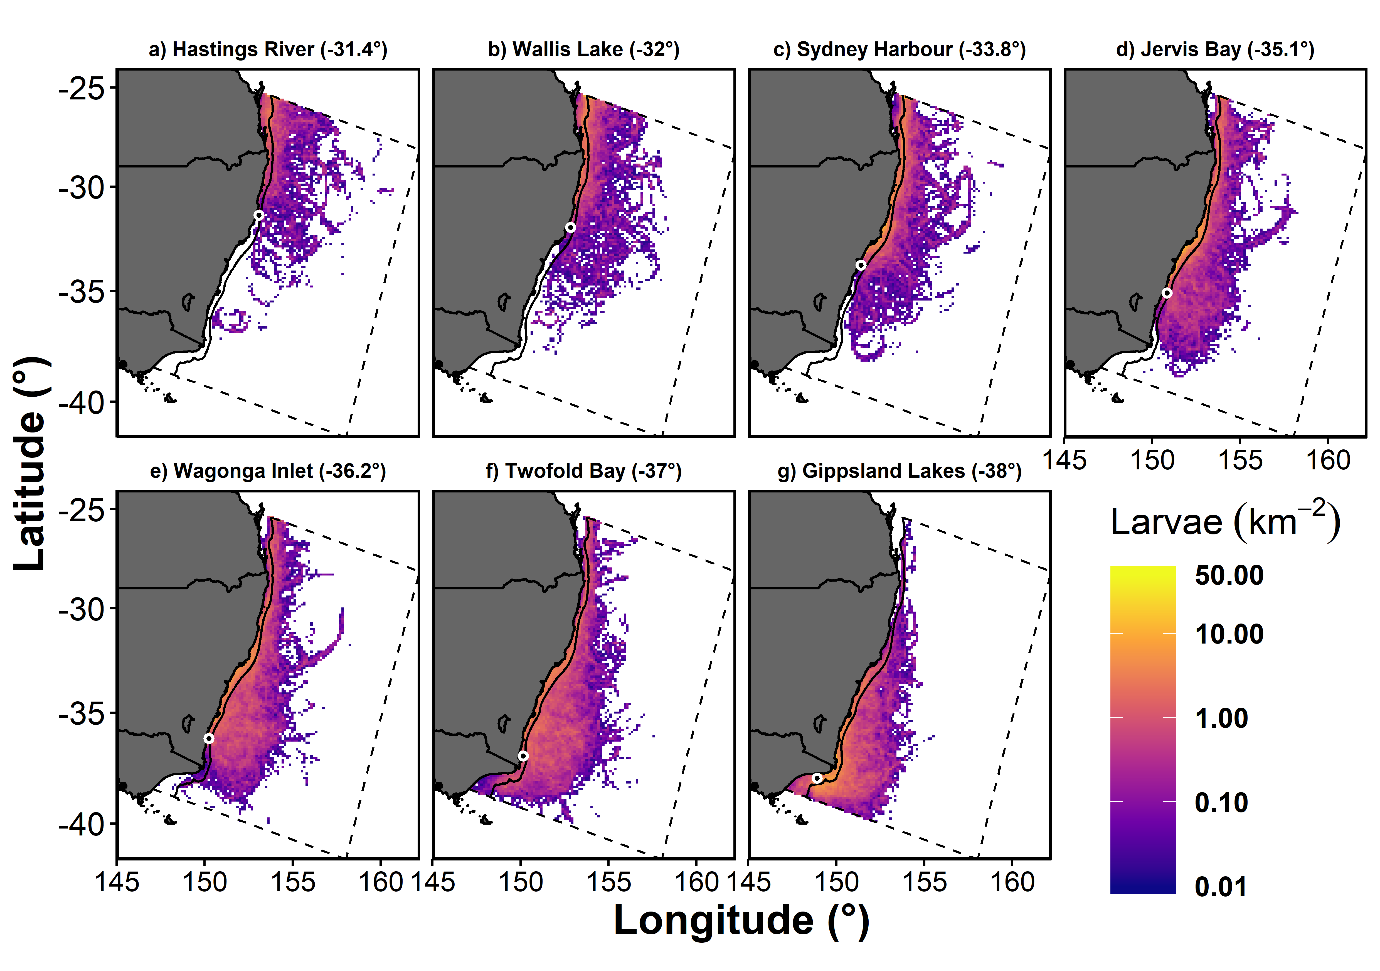 a) Hastings River (-31.4°)
b) Wallis Lake (-32°)
c) Sydney Harbour (-33.8°)
d) Jervis Bay (-35.1°)
-25
-30
-35
-40
145 150 155 160
e) Wagonga Inlet (-36.2°)
f) Twofold Bay (-37°)
g) Gippsland Lakes (-38°)
-25
-30
-35
-40
145 150 155 160
145 150 155 160
145 150 155 160
Latitude (°)
Longitude (°)
Larvae (km⁻²)
50.00
10.00
1.00
0.10
0.01